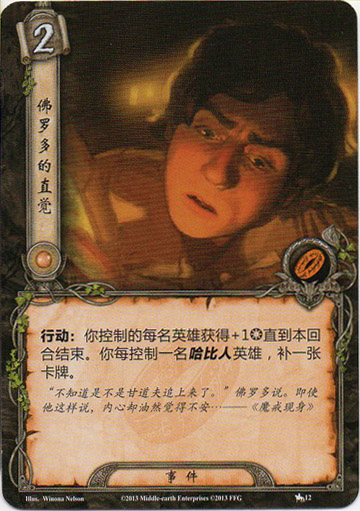 2
佛罗多的直觉
行动：你控制的每名英雄获得+1直到本回
合结束。你每控制一名哈比人英雄，补一张
卡牌。
“不知道是不是甘道夫追上来了。”佛罗多说。即使
他这样说，内心却油然觉得不安……——《魔戒现身》
事件
Illus. Winona Nelson ©2013 Middle-earth Enterprises ©2013 FFG 12